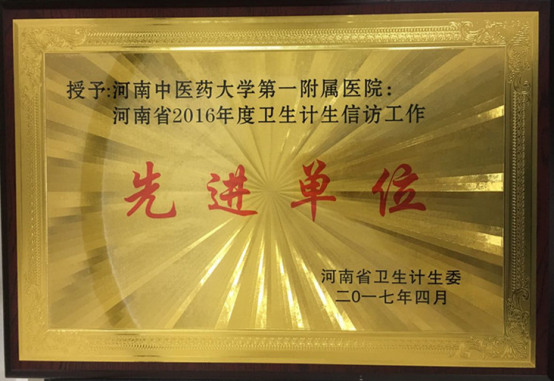 授予:河南中医药大学第一附属医院:
河南省2016年度卫生计生信访工作
先进单位
河南省卫生计生委
二〇一七年四月